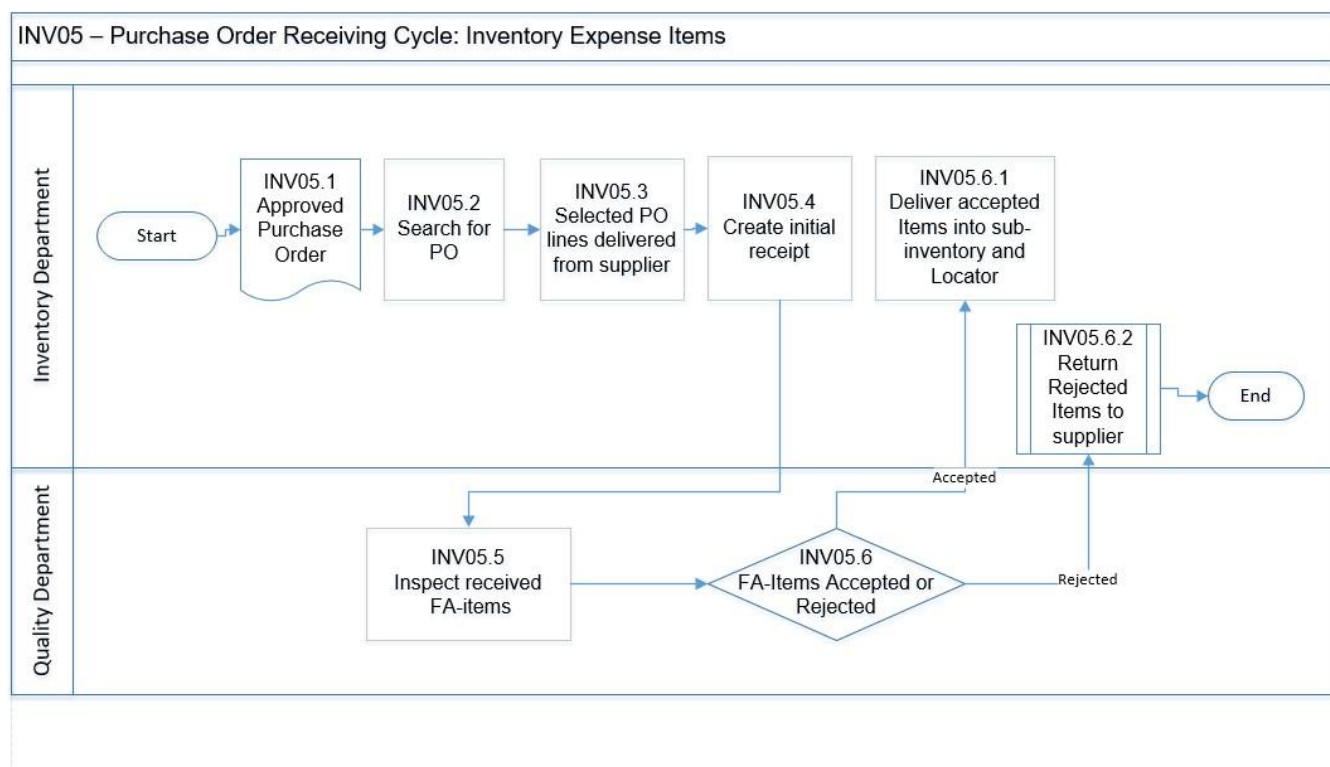 INV05 – Purchase Order Receiving Cycle: Inventory Expense Items
Inventory Department
Start
INV05.1
Approved
Purchase
Order
INV05.2
Search for
PO
INV05.3
Selected PO
lines delivered
from supplier
INV05.4
Create initial
receipt
INV05.6.1
Deliver accepted
Items into sub-
inventory and
Locator
INV05.6.2
Return
Rejected
Items to
supplier
End
Accepted
Quality Department
INV05.5
Inspect received
FA-items
INV05.6
FA-Items Accepted or
Rejected
Rejected